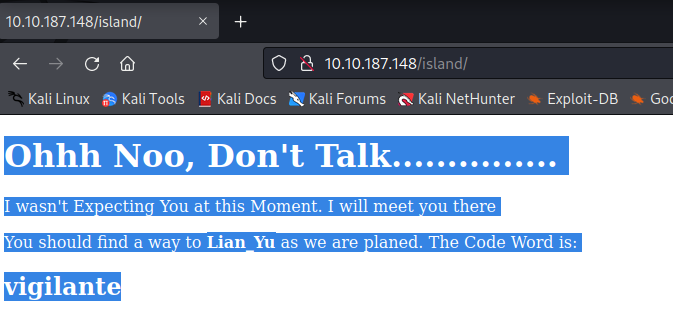 10.10.187.148/island/
10.10.187.148/island/
Kali Linux Kali Tools Kali Docs Kali Forums Kali NetHunter Exploit-DB Goo
Ohhh Noo, Don't Talk...............
I wasn't Expecting You at this Moment. I will meet you there
You should find a way to Lian_Yu as we are planed. The Code Word is:
vigilante